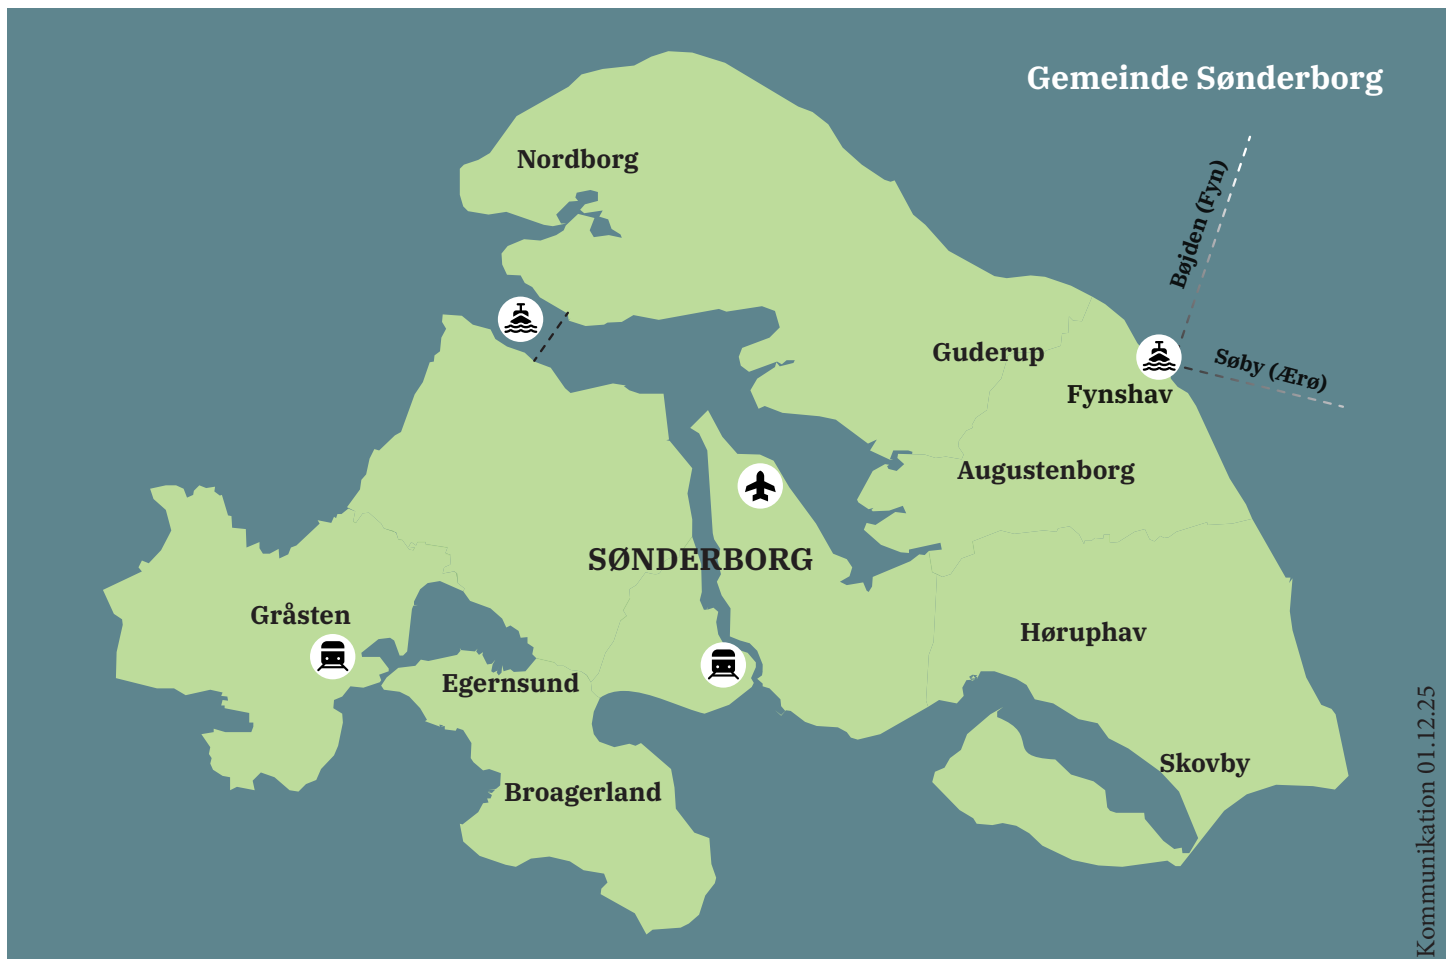 Gemeinde Sønderborg
Nordborg
Bøjden (Fyn)
Guderup
Søby (Ærø)
Fynshav
Augustenborg
SØNDERBORG
Gråsten
Høruphav
Egernsund
Skovby
Broagerland
Kommunikation 01.12.25